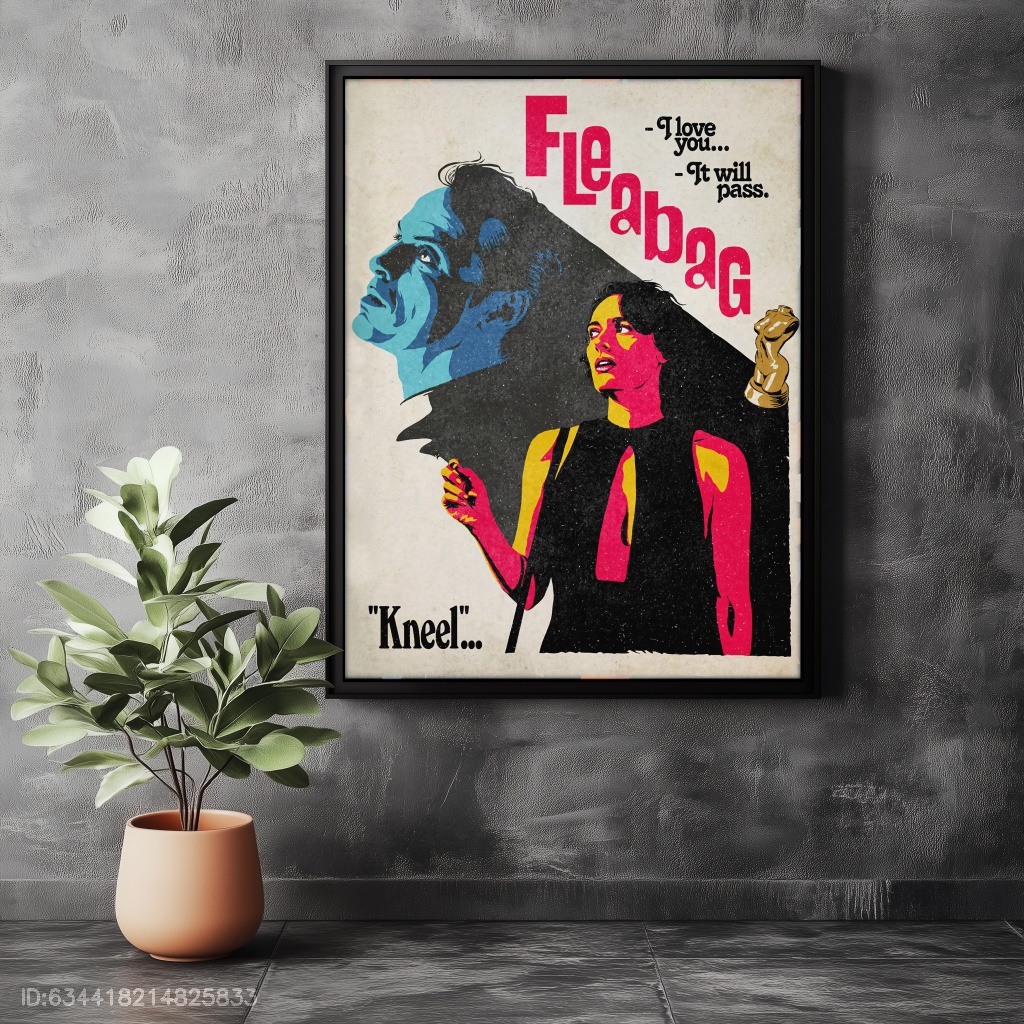 FLeabaG
- I love
you...
- It will
pass.
"Kneel"...
ID:634418214825833